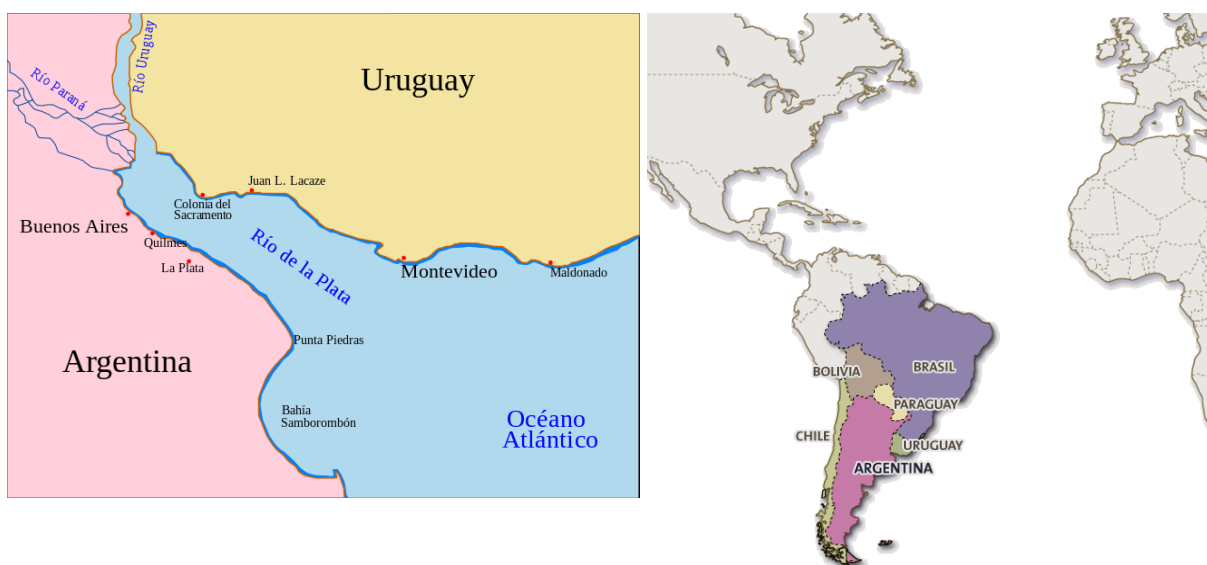 Río Uruguay
Río Paraná
Uruguay
Juan L. Lacaze
Colonia del
Sacramento
Buenos Aires
Quilmes
La Plata
Río de la Plata
Montevideo
Maldonado
Punta Piedras
Argentina
Bahía
Samborombón
Océano
Atlántico
BOLIVIA
BRASIL
PARAGUAY
CHILE
URUGUAY
ARGENTINA